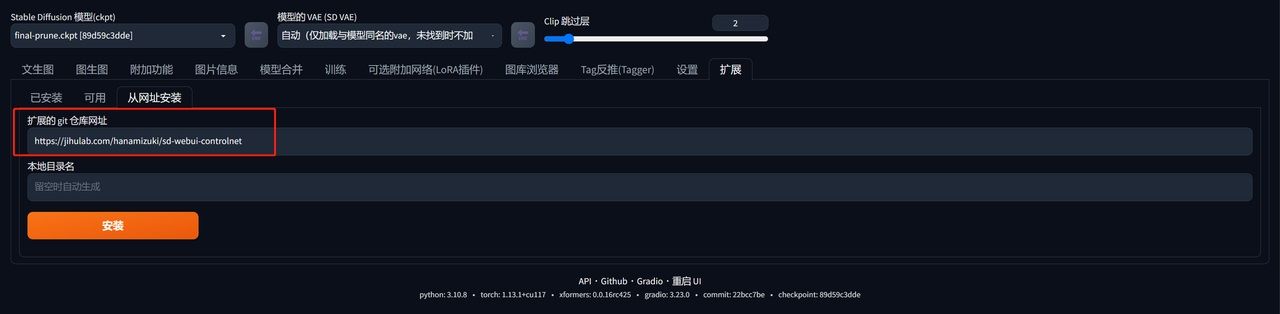 Stable Diffusion 模型(ckpt) 模型的 VAE (SD VAE) Clip 跳过层 2
final-prune.ckpt [89d59c3dde] 自动（仅加载与模型同名的vae，未找到时不加
文生图 图生图 附加功能 图片信息 模型合并 训练 可选附加网络(LoRA插件) 图库浏览器 Tag反推(Tagger) 设置 扩展
已安装 可用 从网址安装
扩展的 git 仓库网址
https://jihulab.com/hanamizuki/sd-webui-controlnet
本地目录名
留空时自动生成
安装
API · Github · Gradio · 重启 UI
python: 3.10.8 • torch: 1.13.1+cu117 • xformers: 0.0.16rc425 • gradio: 3.23.0 • commit: 22bcc7be • checkpoint: 89d59c3dde